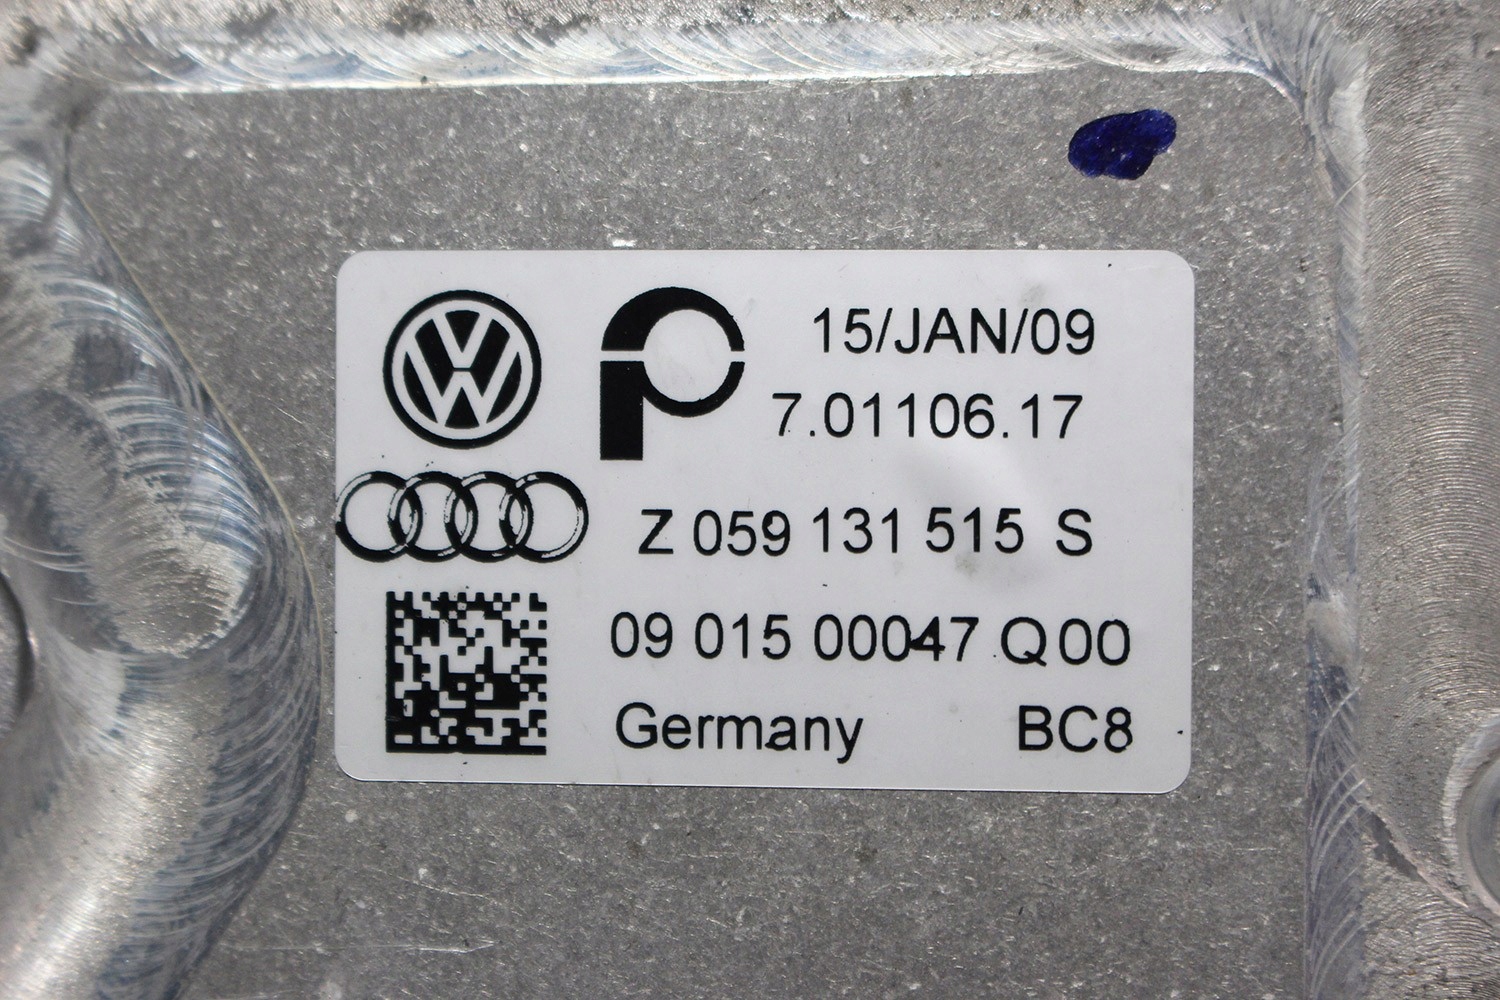 15/JAN/09
7.01106.17
Z 059 131 515 S
09 015 00047 Q00
Germany BC8